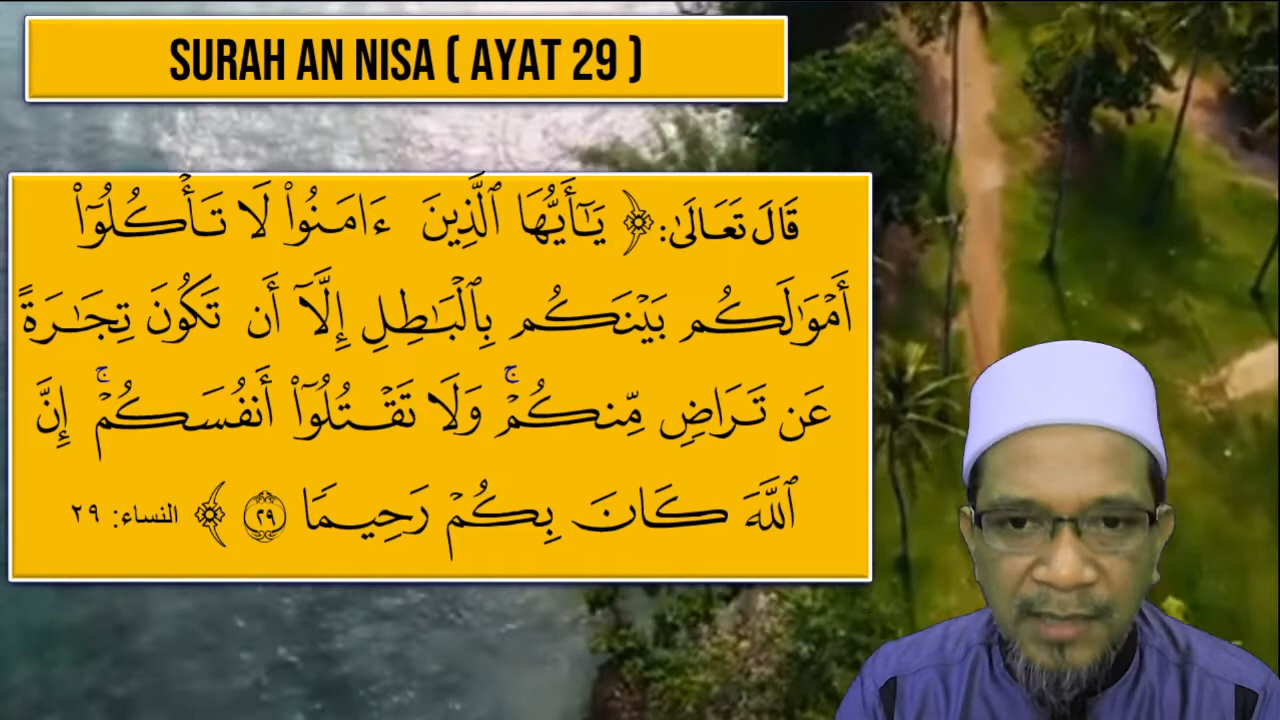 SURAH AN NISA ( AYAT 29 )
قَالَ تَعَالَىٰ: ﴿ يَـٰٓأَيُّهَا ٱلَّذِينَ ءَامَنُوا۟ لَا تَأْكُلُوٓا۟
أَمْوَٰلَكُم بَيْنَكُم بِٱلْبَـٰطِلِ إِلَّآ أَن تَكُونَ تِجَـٰرَةً
عَن تَرَاضٍ مِّنكُمْ ۚ وَلَا تَقْتُلُوٓا۟ أَنفُسَكُمْ ۚ إِنَّ
ٱللَّهَ كَانَ بِكُمْ رَحِيمًا ٢٩ ﴾ النساء: ٢٩